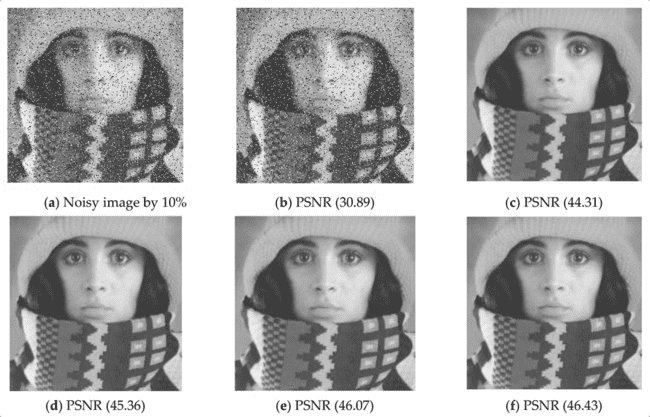 (a) Noisy image by 10%
(b) PSNR (30.89)
(c) PSNR (44.31)
(d) PSNR (45.36)
(e) PSNR (46.07)
(f) PSNR (46.43)